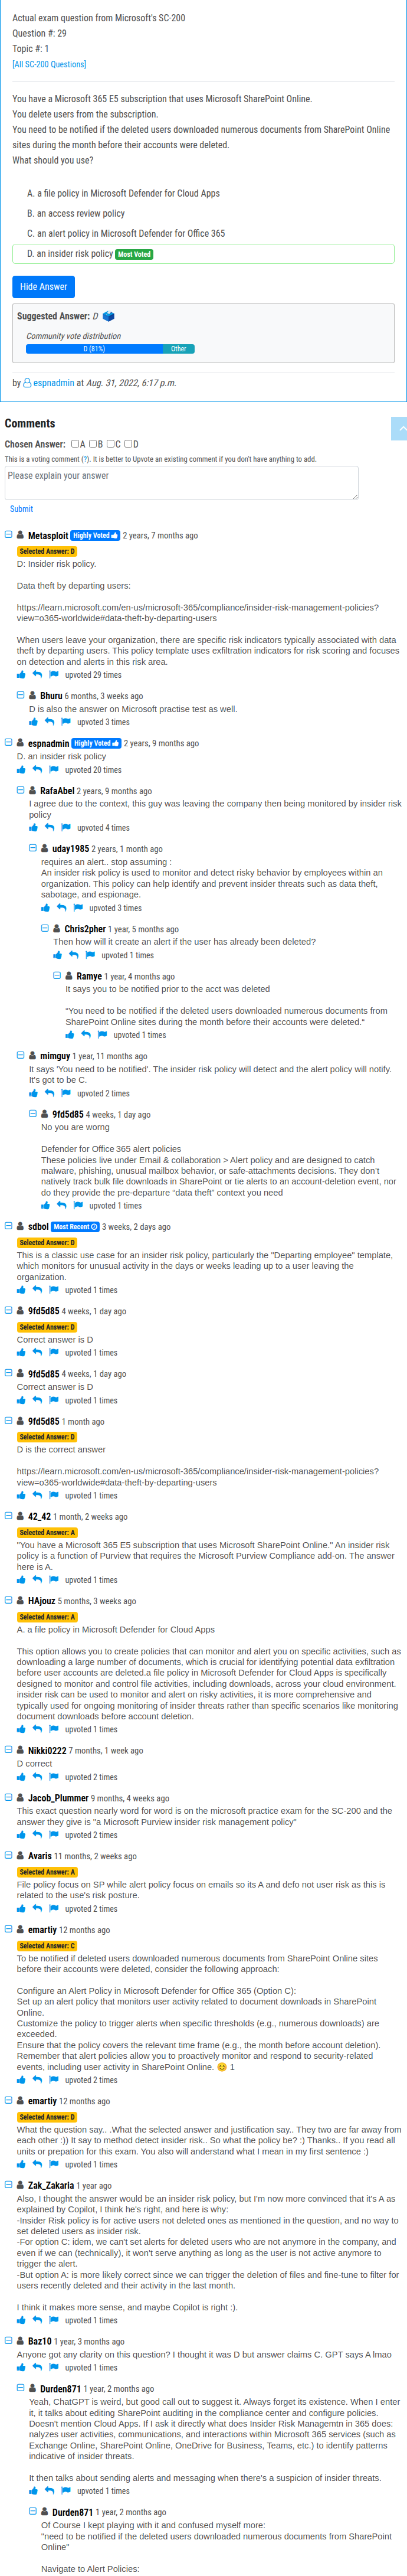 Actual exam question from Microsoft's SC-200
Question #: 29
Topic #: 1
[All SC-200 Questions]
You have a Microsoft 365 E5 subscription that uses Microsoft SharePoint Online.
You delete users from the subscription.
You need to be notified if the deleted users downloaded numerous documents from SharePoint Online
sites during the month before their accounts were deleted.
What should you use?
A. a file policy in Microsoft Defender for Cloud Apps
B. an access review policy
C. an alert policy in Microsoft Defender for Office 365
D. an insider risk policy Most Voted
Hide Answer
Suggested Answer: D
Community vote distribution
D (81%) Other
by espnadmin at Aug. 31, 2022, 6:17 p.m.
Comments
Chosen Answer: A B C D
This is a voting comment (?). It is better to Upvote an existing comment if you don't have anything to add.
Please explain your answer
Submit
Metasploit Highly Voted 2 years, 7 months ago
Selected Answer: D
D: Insider risk policy.
Data theft by departing users:
https://learn.microsoft.com/en-us/microsoft-365/compliance/insider-risk-management-policies?
view=o365-worldwide#data-theft-by-departing-users
When users leave your organization, there are specific risk indicators typically associated with data
theft by departing users. This policy template uses exfiltration indicators for risk scoring and focuses
on detection and alerts in this risk area.
upvoted 29 times
Bhuru 6 months, 3 weeks ago
D is also the answer on Microsoft practise test as well.
upvoted 3 times
espnadmin Highly Voted 2 years, 9 months ago
D. an insider risk policy
upvoted 20 times
RafaAbel 2 years, 9 months ago
I agree due to the context, this guy was leaving the company then being monitored by insider risk
policy
upvoted 4 times
uday1985 2 years, 1 month ago
requires an alert.. stop assuming :
An insider risk policy is used to monitor and detect risky behavior by employees within an
organization. This policy can help identify and prevent insider threats such as data theft,
sabotage, and espionage.
upvoted 3 times
Chris2pher 1 year, 5 months ago
Then how will it create an alert if the user has already been deleted?
upvoted 1 times
Ramye 1 year, 4 months ago
It says you to be notified prior to the acct was deleted
"You need to be notified if the deleted users downloaded numerous documents from
SharePoint Online sites during the month before their accounts were deleted."
upvoted 1 times
mimguy 1 year, 11 months ago
It says 'You need to be notified'. The insider risk policy will detect and the alert policy will notify.
It's got to be C.
upvoted 2 times
9fd5d85 4 weeks, 1 day ago
No you are worng
Defender for Office 365 alert policies
These policies live under Email & collaboration > Alert policy and are designed to catch
malware, phishing, unusual mailbox behavior, or safe-attachments decisions. They don't
natively track bulk file downloads in SharePoint or tie alerts to an account-deletion event, nor
do they provide the pre-departure "data theft" context you need
upvoted 1 times
sdbol Most Recent 3 weeks, 2 days ago
Selected Answer: D
This is a classic use case for an insider risk policy, particularly the "Departing employee" template,
which monitors for unusual activity in the days or weeks leading up to a user leaving the
organization.
upvoted 1 times
9fd5d85 4 weeks, 1 day ago
Selected Answer: D
Correct answer is D
upvoted 1 times
9fd5d85 4 weeks, 1 day ago
Correct answer is D
upvoted 1 times
9fd5d85 1 month ago
Selected Answer: D
D is the correct answer
https://learn.microsoft.com/en-us/microsoft-365/compliance/insider-risk-management-policies?
view=o365-worldwide#data-theft-by-departing-users
upvoted 1 times
42_42 1 month, 2 weeks ago
Selected Answer: A
"You have a Microsoft 365 E5 subscription that uses Microsoft SharePoint Online." An insider risk
policy is a function of Purview that requires the Microsoft Purview Compliance add-on. The answer
here is A.
upvoted 1 times
HAjouz 5 months, 3 weeks ago
Selected Answer: A
A. a file policy in Microsoft Defender for Cloud Apps
This option allows you to create policies that can monitor and alert you on specific activities, such as
downloading a large number of documents, which is crucial for identifying potential data exfiltration
before user accounts are deleted.a file policy in Microsoft Defender for Cloud Apps is specifically
designed to monitor and control file activities, including downloads, across your cloud environment.
insider risk can be used to monitor and alert on risky activities, it is more comprehensive and
typically used for ongoing monitoring of insider threats rather than specific scenarios like monitoring
document downloads before account deletion.
upvoted 1 times
Nikki0222 7 months, 1 week ago
D correct
upvoted 2 times
Jacob_Plummer 9 months, 4 weeks ago
This exact question nearly word for word is on the microsoft practice exam for the SC-200 and the
answer they give is "a Microsoft Purview insider risk management policy"
upvoted 2 times
Avaris 11 months, 2 weeks ago
Selected Answer: A
File policy focus on SP while alert policy focus on emails so its A and defo not user risk as this is
related to the use's risk posture.
upvoted 2 times
emartiy 12 months ago
Selected Answer: C
To be notified if deleted users downloaded numerous documents from SharePoint Online sites
before their accounts were deleted, consider the following approach:
Configure an Alert Policy in Microsoft Defender for Office 365 (Option C):
Set up an alert policy that monitors user activity related to document downloads in SharePoint
Online.
Customize the policy to trigger alerts when specific thresholds (e.g., numerous downloads) are
exceeded.
Ensure that the policy covers the relevant time frame (e.g., the month before account deletion).
Remember that alert policies allow you to proactively monitor and respond to security-related
events, including user activity in SharePoint Online. 😊 1
upvoted 2 times
emartiy 12 months ago
Selected Answer: D
What the question say.. .What the selected answer and justification say.. They two are far away from
each other :)) It say to method detect insider risk.. So what the policy be? :) Thanks.. If you read all
units or prepation for this exam. You also will anderstand what I mean in my first sentence :)
upvoted 1 times
Zak_Zakaria 1 year ago
Also, I thought the answer would be an insider risk policy, but I'm now more convinced that it's A as
explained by Copilot, I think he's right, and here is why:
-Insider Risk policy is for active users not deleted ones as mentioned in the question, and no way to
set deleted users as insider risk.
-For option C: idem, we can't set alerts for deleted users who are not anymore in the company, and
even if we can (technically), it won't serve anything as long as the user is not active anymore to
trigger the alert.
-But option A: is more likely correct since we can trigger the deletion of files and fine-tune to filter for
users recently deleted and their activity in the last month.
I think it makes more sense, and maybe Copilot is right :).
upvoted 1 times
Baz10 1 year, 3 months ago
Anyone got any clarity on this question? I thought it was D but answer claims C. GPT says A lmao
upvoted 1 times
Durden871 1 year, 2 months ago
Yeah, ChatGPT is weird, but good call out to suggest it. Always forget its existence. When I enter
it, it talks about editing SharePoint auditing in the compliance center and configure policies.
Doesn't mention Cloud Apps. If I ask it directly what does Insider Risk Managemetn in 365 does:
nalyzes user activities, communications, and interactions within Microsoft 365 services (such as
Exchange Online, SharePoint Online, OneDrive for Business, Teams, etc.) to identify patterns
indicative of insider threats.
It then talks about sending alerts and messaging when there's a suspicion of insider threats.
upvoted 1 times
Durden871 1 year, 2 months ago
Of Course I kept playing with it and confused myself more:
"need to be notified if the deleted users downloaded numerous documents from SharePoint
Online"
Navigate to Alert Policies: